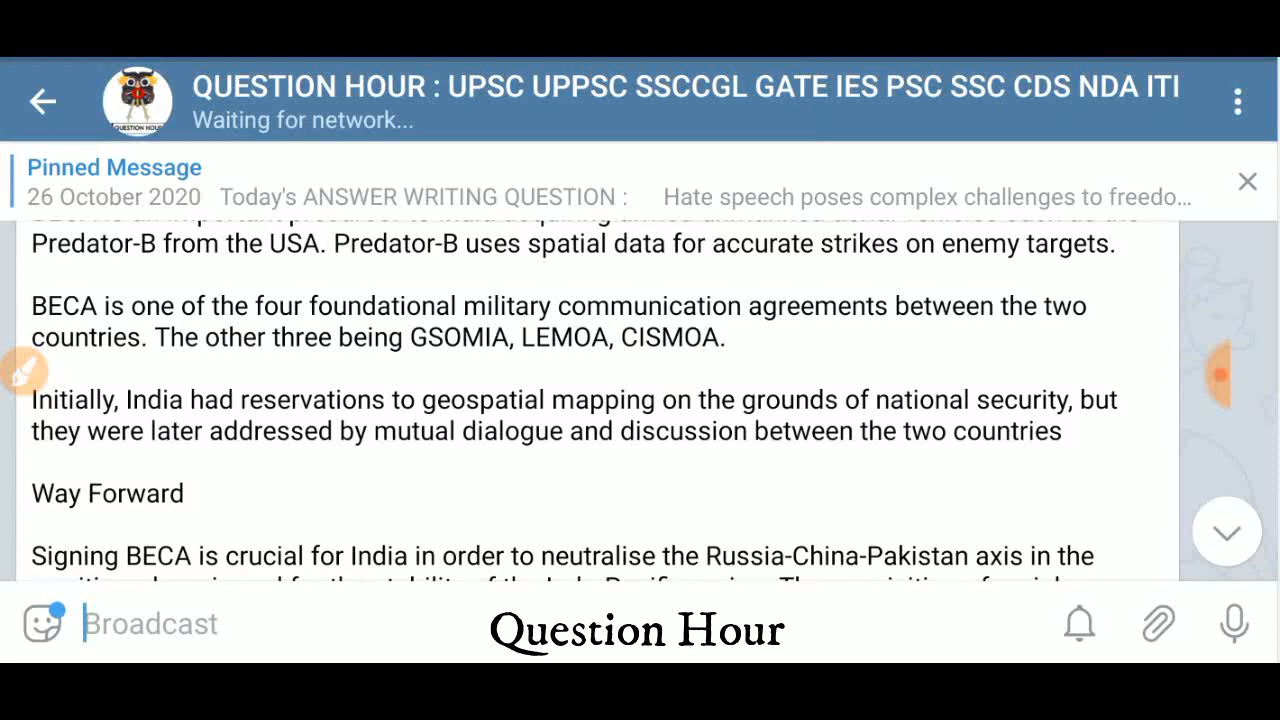 QUESTION HOUR : UPSC UPPSC SSCCGL GATE IES PSC SSC CDS NDA ITI
QUESTION HOUR
Waiting for network...
Pinned Message
26 October 2020 Today's ANSWER WRITING QUESTION : Hate speech poses complex challenges to freedo...
Predator-B from the USA. Predator-B uses spatial data for accurate strikes on enemy targets.
BECA is one of the four foundational military communication agreements between the two
countries. The other three being GSOMIA, LEMOA, CISMOA.
Initially, India had reservations to geospatial mapping on the grounds of national security, but
they were later addressed by mutual dialogue and discussion between the two countries
Way Forward
Signing BECA is crucial for India in order to neutralise the Russia-China-Pakistan axis in the
Broadcast
Question Hour